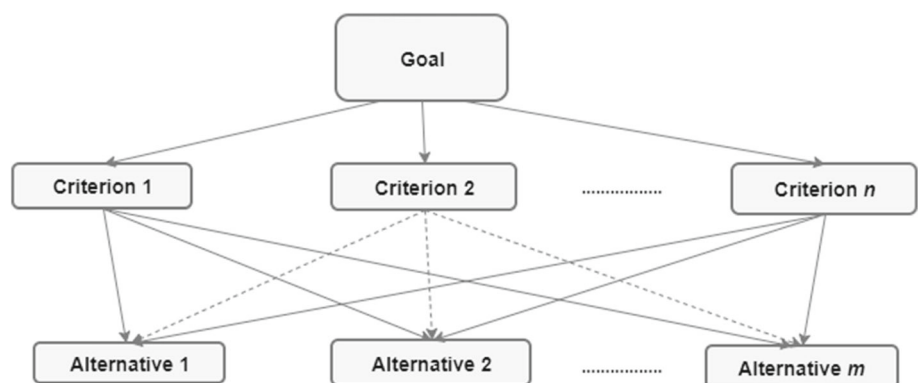 Goal
Criterion 1
Criterion 2
................
Criterion n
Alternative 1
Alternative 2
................
Alternative m